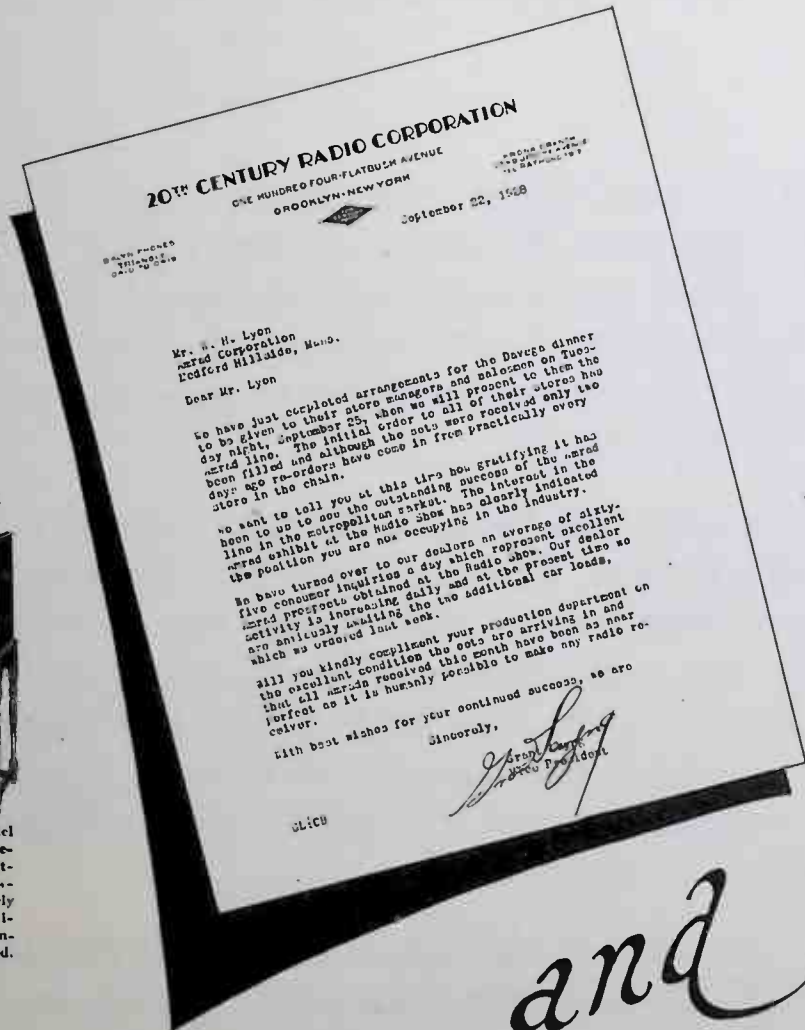 20TH CENTURY RADIO CORPORATION
ONE HUNDRED FOUR·FLATBUSH AVENUE
BROOKLYN·NEW YORK
September 22, 1928
PHONES
TRIANGLE
Mr. H. Lyon
Amrad Corporation
Medford Hillside, Mass.
Dear Mr. Lyon
We have just completed arrangements for the Davega dinner
to be given to their store managers and salesmen on Tues-
day night, September 25, when we will present to them the
Amrad line. The initial order to all of their stores has
been filled and although the sets were received only two
days ago re-orders have come in from practically every
store in the chain.
We want to tell you at this time how gratifying it has
been to us to see the outstanding success of the Amrad
line in the metropolitan market. The interest in the
Amrad exhibit at the Radio Show has clearly indicated
the position you are now occupying in the industry.
We have turned over to our dealers an average of sixty-
five consumer inquiries a day which represent excellent
Amrad prospects obtained at the Radio Show. Our dealer
activity is increasing daily and at the present time we
are anxiously awaiting the two additional car loads,
which we ordered last week.
Will you kindly compliment your production department on
the excellent condition the sets are arriving in and
that all Amrads received this month have been as near
perfect as it is humanly possible to make any radio re-
ceiver.
With best wishes for your continued success, we are
Sincerely,
Grant
Vice President
GL:CB
el
e-
t-
ly
i-
n-
d.
and